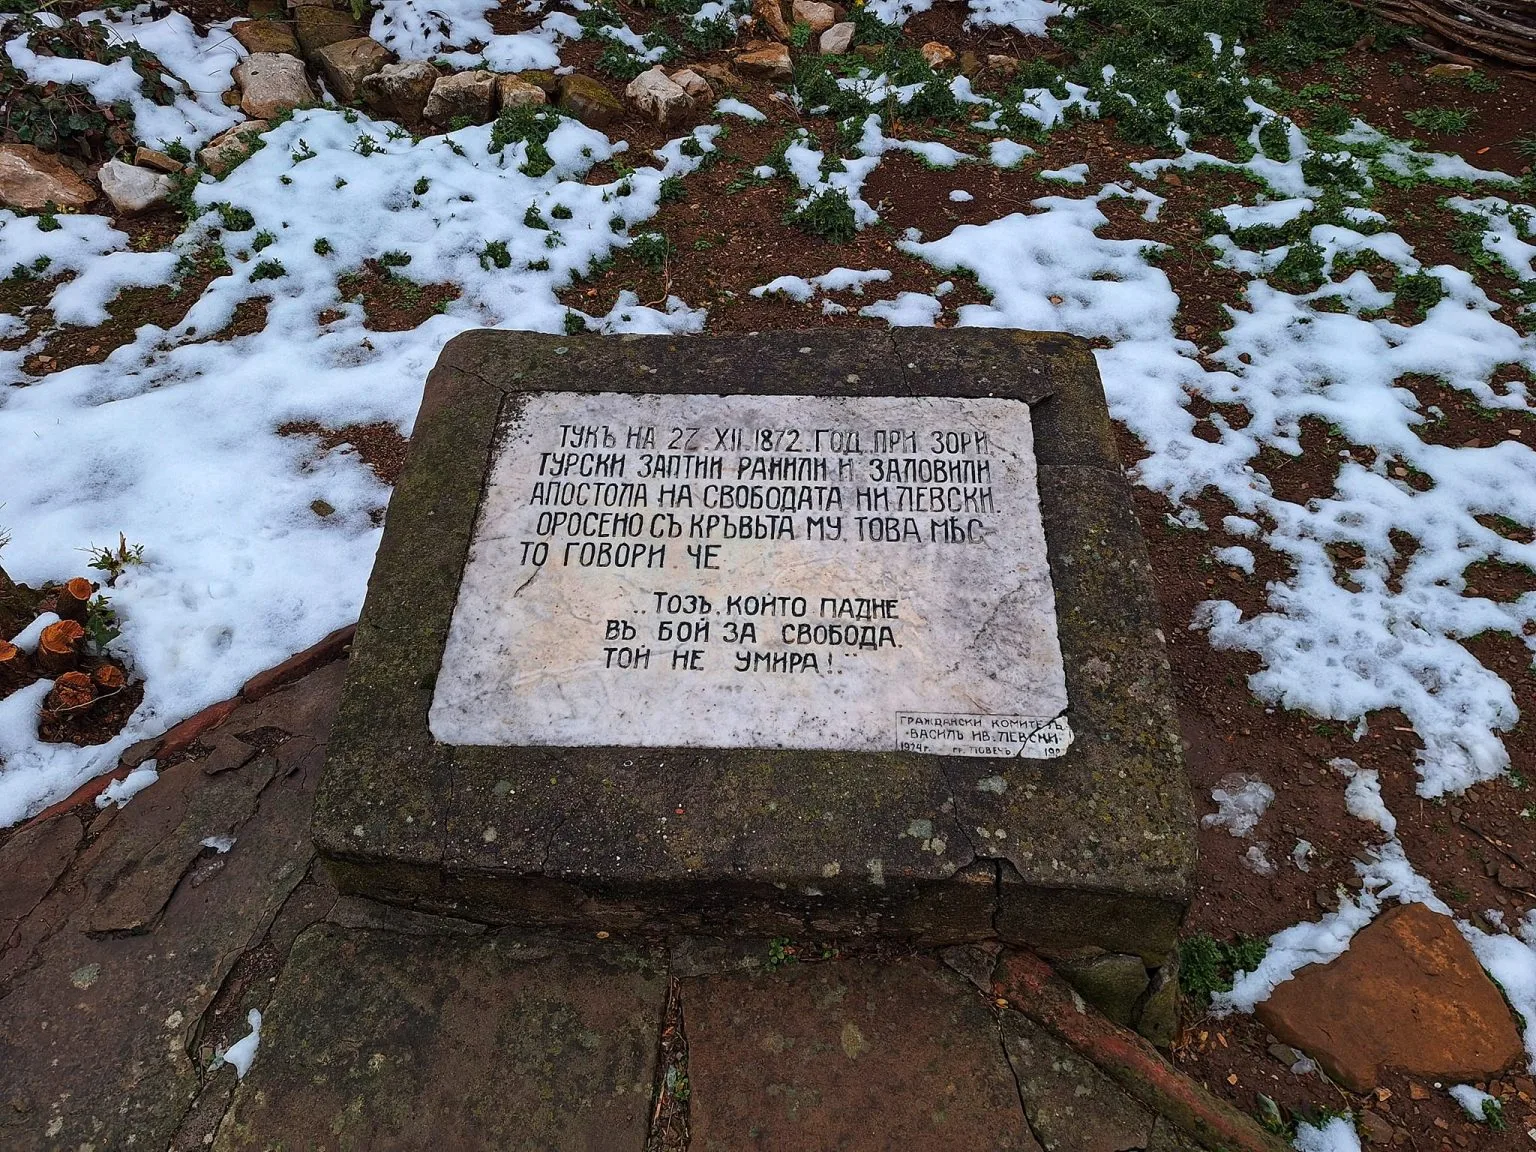 ТУКЪ НА 27. XII. 1872. ГОД. ПРИ ЗОРИ
ТУРСКИ ЗАПТИИ РАНИЛИ И ЗАЛОВИЛИ
АПОСТОЛА НА СВОБОДАТА НИ ЛЕВСКИ.
ОРОСЕНО СЪ КРЪВЬТА МУ ТОВА МѢС-
ТО ГОВОРИ ЧЕ
„ТОЗЪ, КОЙТО ПАДНЕ
ВЪ БОЙ ЗА СВОБОДА.
ТОЙ НЕ УМИРА!"
ГРАЖДАНСКИ КОМИТЕТЪ
"ВАСИЛЪ ИВ. ЛЕВСКИ"
1924 г. гр. ЛОВЕЧЪ